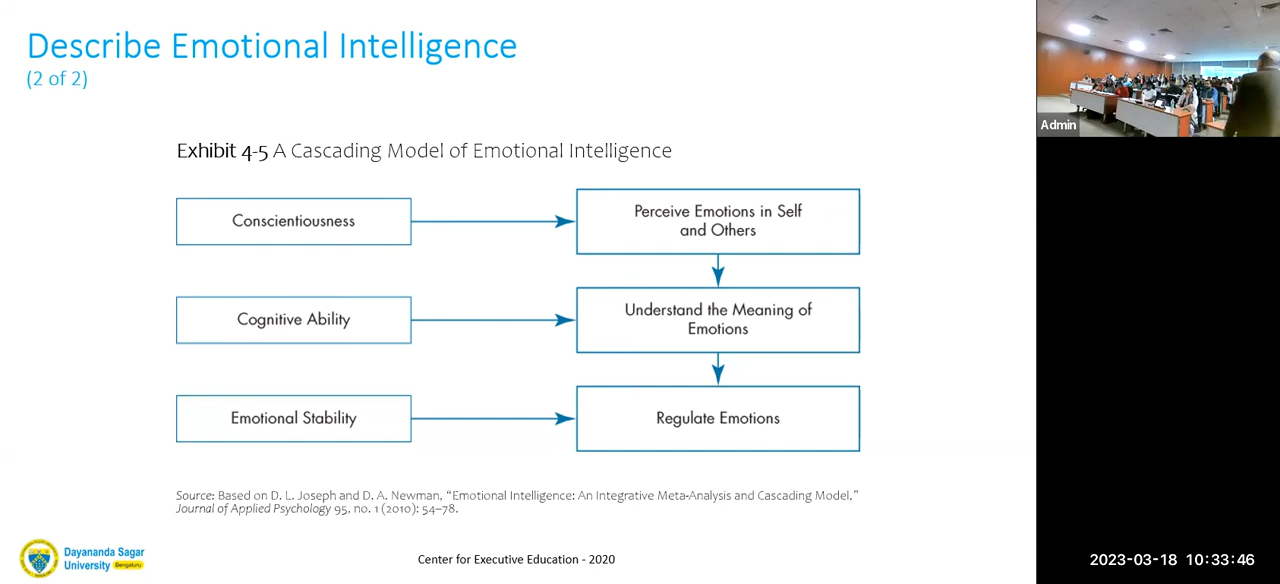 Describe Emotional Intelligence
(2 of 2)
Admin
Exhibit 4-5 A Cascading Model of Emotional Intelligence
Conscientiousness
Perceive Emotions in Self
and Others
Cognitive Ability
Understand the Meaning of
Emotions
Emotional Stability
Regulate Emotions
Source: Based on D. L. Joseph and D. A. Newman, “Emotional Intelligence: An Integrative Meta-Analysis and Cascading Model,”
Journal of Applied Psychology 95, no. 1 (2010): 54–78.
Dayananda Sagar
University Bengaluru
Center for Executive Education - 2020
2023-03-18 10:33:46